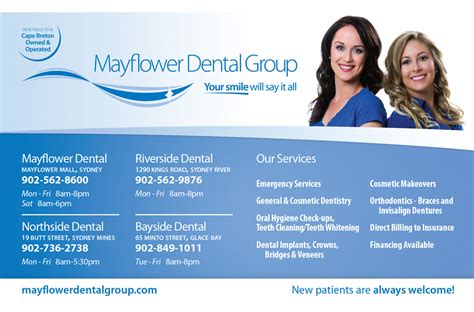 WE'RE PROUD TO BE
Cape Breton
Owned &
Operated
Mayflower Dental Group
Your smile will say it all
Mayflower Dental
MAYFLOWER MALL, SYDNEY
902-562-8600
Mon - Fri 8am-8pm
Sat 8am-6pm
Riverside Dental
1290 KINGS ROAD, SYDNEY RIVER
902-562-9876
Mon - Fri 8am-8pm
Northside Dental
19 BUTT STREET, SYDNEY MINES
902-736-2738
Mon - Fri 8am-5:30pm
Bayside Dental
65 MINTO STREET, GLACE BAY
902-849-1011
Tue - Fri 8am-8pm
Our Services
Emergency Services
General & Cosmetic Dentistry
Oral Hygiene Check-ups,
Teeth Cleaning/Teeth Whitening
Dental Implants, Crowns,
Bridges & Veneers
Cosmetic Makeovers
Orthodontics - Braces and
Invisalign Dentures
Direct Billing to Insurance
Financing Available
mayflowerdentalgroup.com
New patients are always welcome!